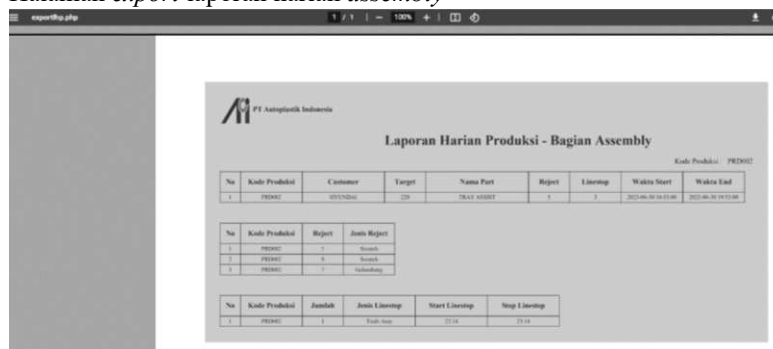 Halaman export laporan harian assembly
exporthp.php 1 / 1 100%
PT Autoplastik Indonesia
Laporan Harian Produksi - Bagian Assembly
Kode Produksi : PRD002
No Kode Produksi Customer Target Nama Part Reject Linestop Waktu Start Waktu End
1 PRD002 HYUNDAI 220 TRAY ASSIST
No Kode Produksi Reject Jenis Reject
1 PRD002 Scratch
2 PRD002 Scratch
3 PRD002 Gelombang
No Kode Produksi Jumlah Jenis Linestop Start Linestop Stop Linestop
1 PRD002 1